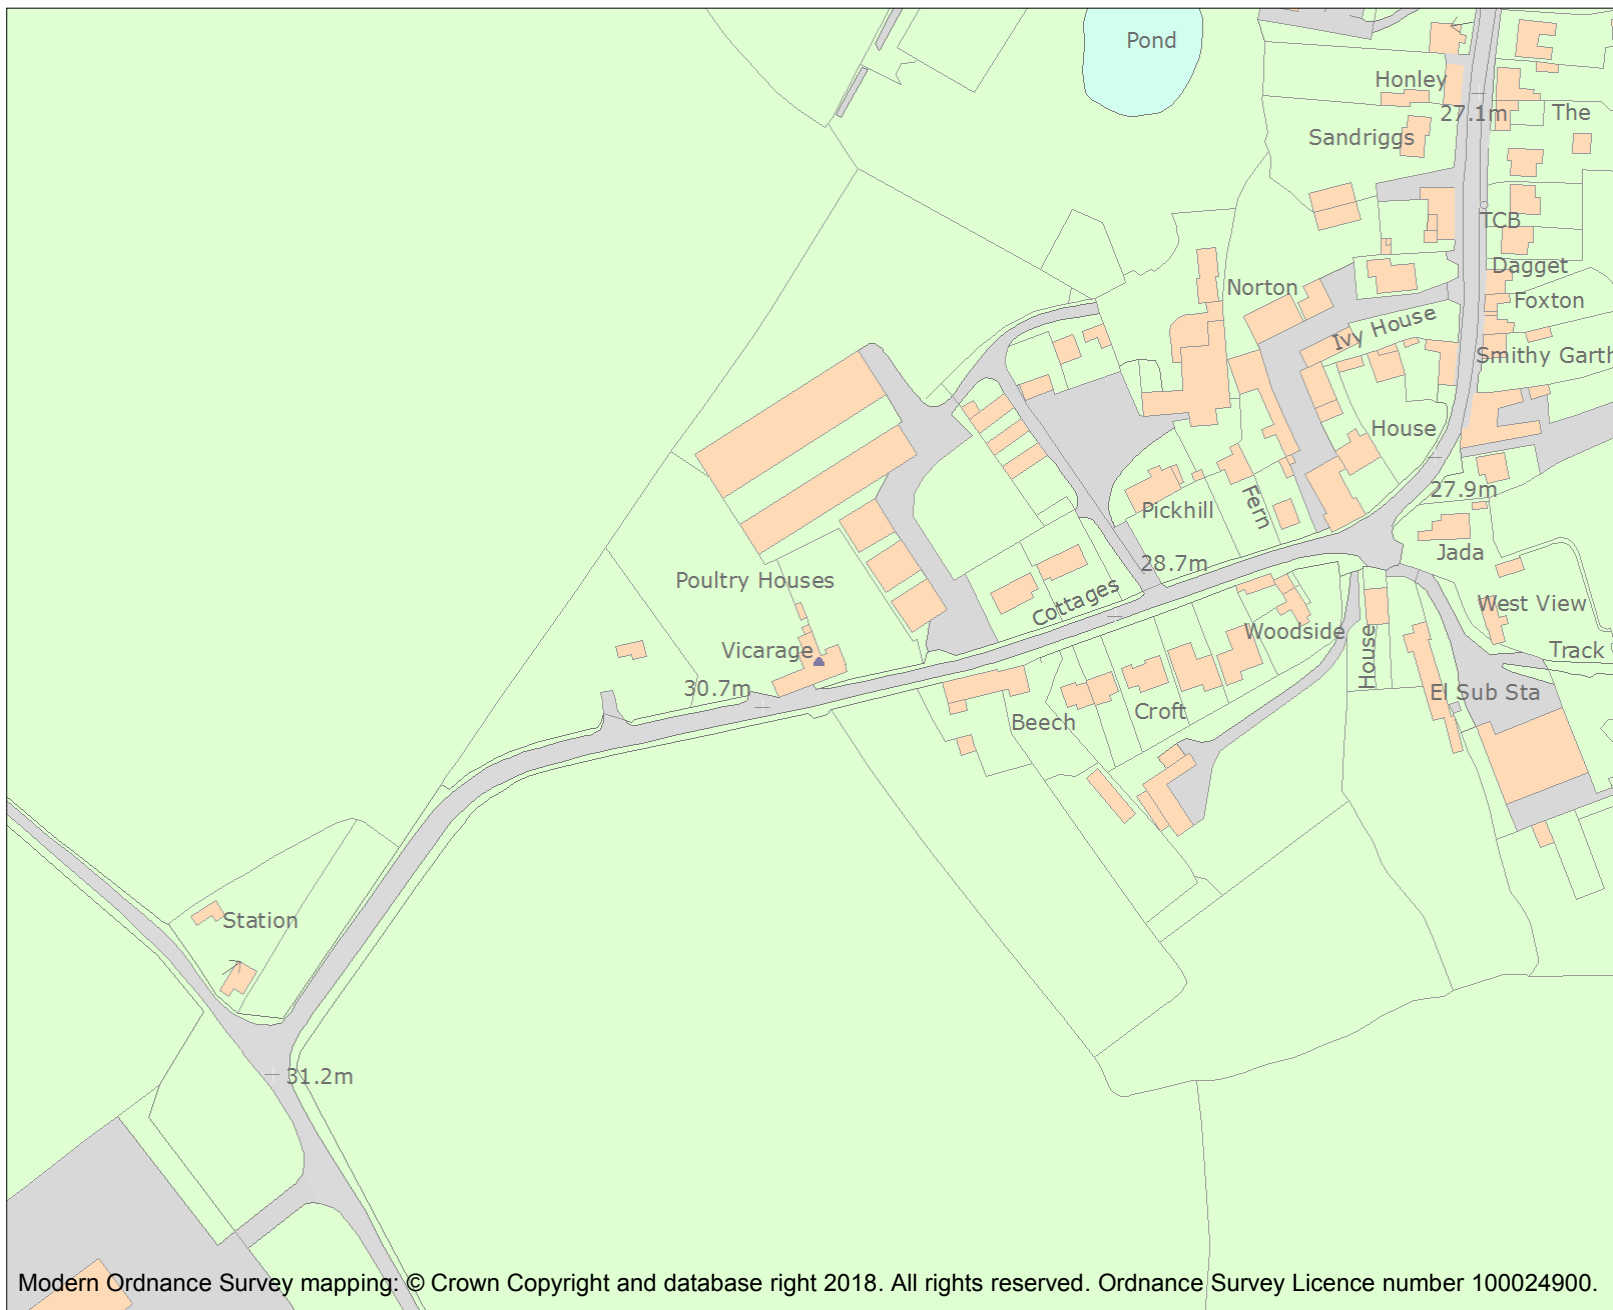 Pond
Honley
27.1m
The
Sandriggs
TCB
Dagget
Norton
Foxton
Ivy House
Smithy Garth
House
27.9m
Fern
Pickhill
Jada
28.7m
Poultry Houses
Cottages
West View
Woodside
House
Vicarage
Track
30.7m
El Sub Sta
Croft
Beech
Station
31.2m
Modern Ordnance Survey mapping: © Crown Copyright and database right 2018. All rights reserved. Ordnance Survey Licence number 100024900.